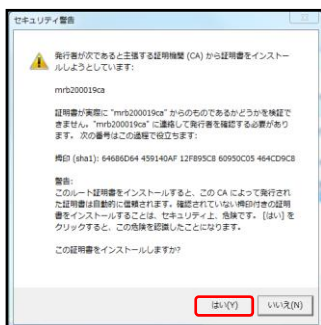 セキュリティ警告
発行者が次であると主張する証明機関 (CA) から証明書をインストー
ルしようとしています:
mrb200019ca
証明書が実際に "mrb200019ca" からのものであるかどうかを検証で
きません。"mrb200019ca" に連絡して発行者を確認する必要があり
ます。 次の番号はこの過程で役立ちます:
拇印 (sha1): 64686D64 459140AF 12F895C8 60950C05 464CD9C8
警告:
このルート証明書をインストールすると、この CA によって発行され
た証明書は自動的に信頼されます。確認されていない拇印付きの証明
書をインストールすることは、セキュリティ上、危険です。 [はい] を
クリックすると、この危険を認識したことになります。
この証明書をインストールしますか?
はい(Y)
いいえ(N)